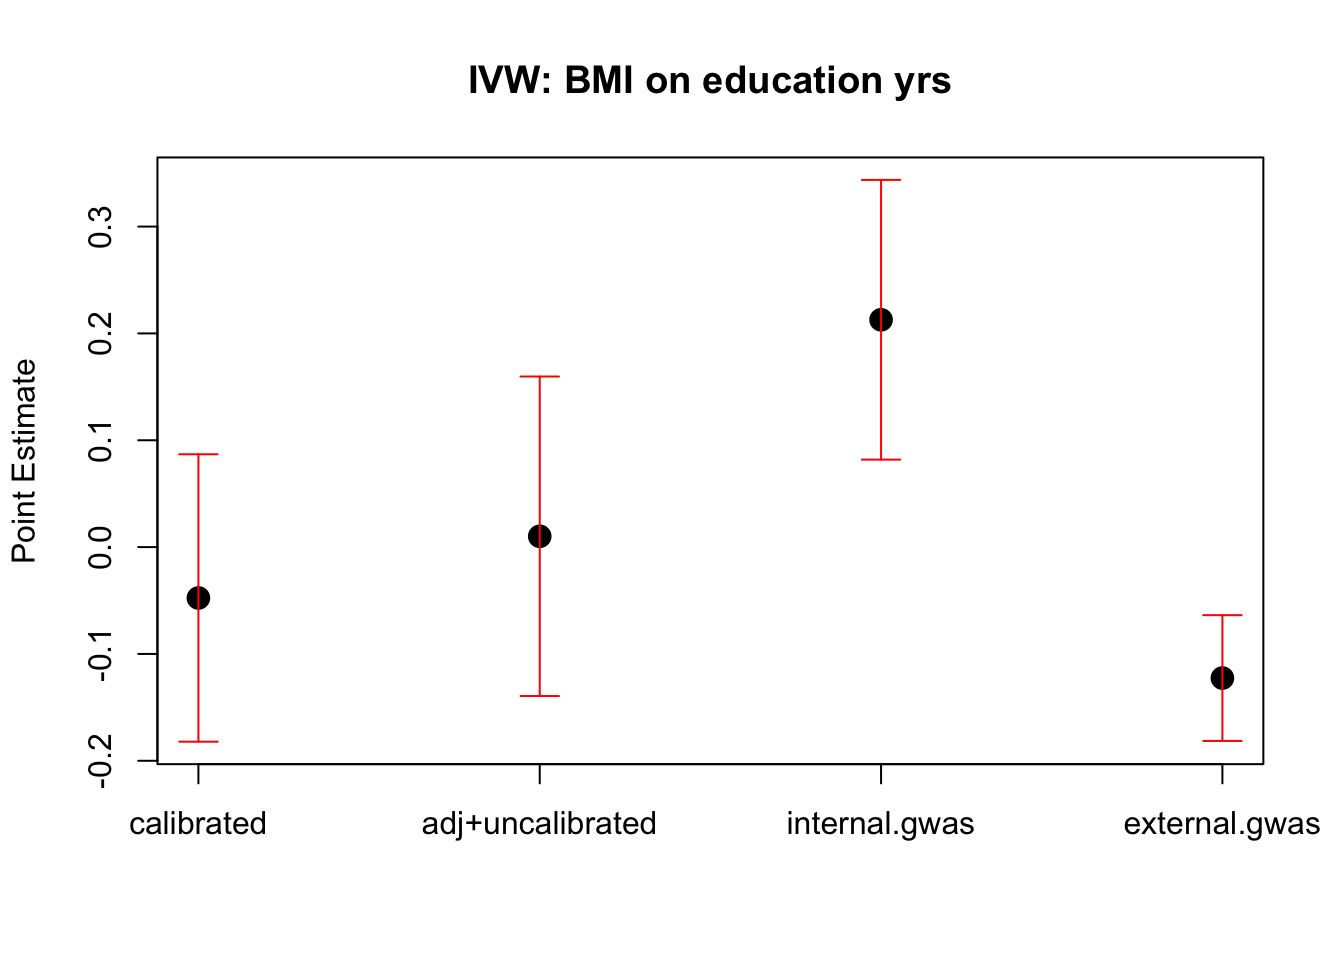 IVW: BMI on education yrs
Point Estimate
0.3
0.2
0.1
0.0
-0.1
-0.2
calibrated adj+uncalibrated internal.gwas external.gwas